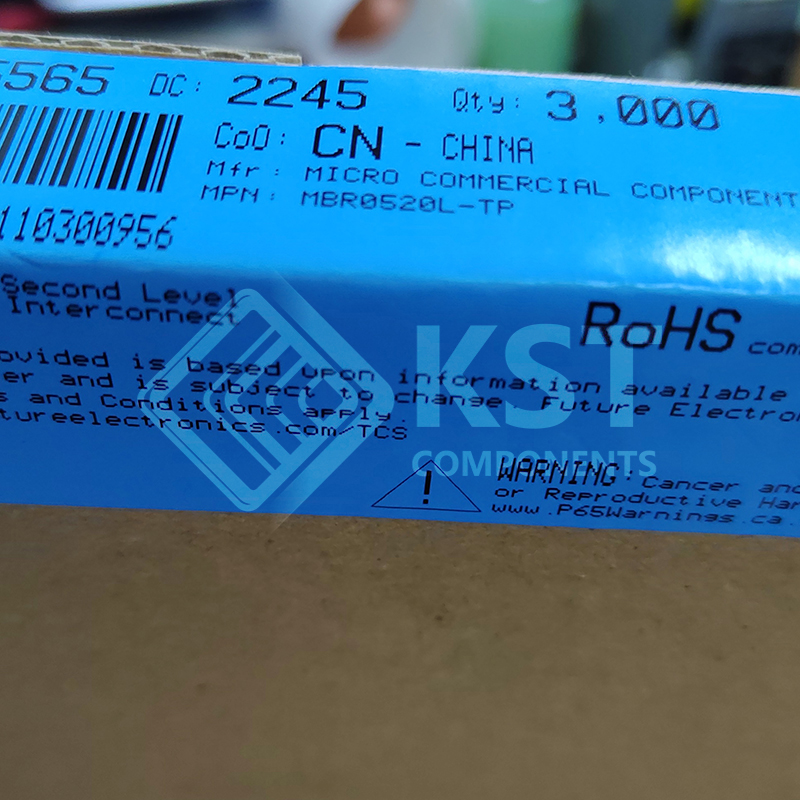 5565 DC: 2245 Qty: 3,000
CoO: CN - CHINA
Mfr: MICRO COMMERCIAL COMPONENT
MPN: MBR0520L-TP
110300956
Second Level
Interconnect
RoHS com
ovided is based upon information available
er and is subject to change. Future Electron
s and Conditions apply.
tureelectronics.com/TCS
KST
COMPONENTS
WARNING: Cancer and
or Reproductive Har
www.P65Warnings.ca.